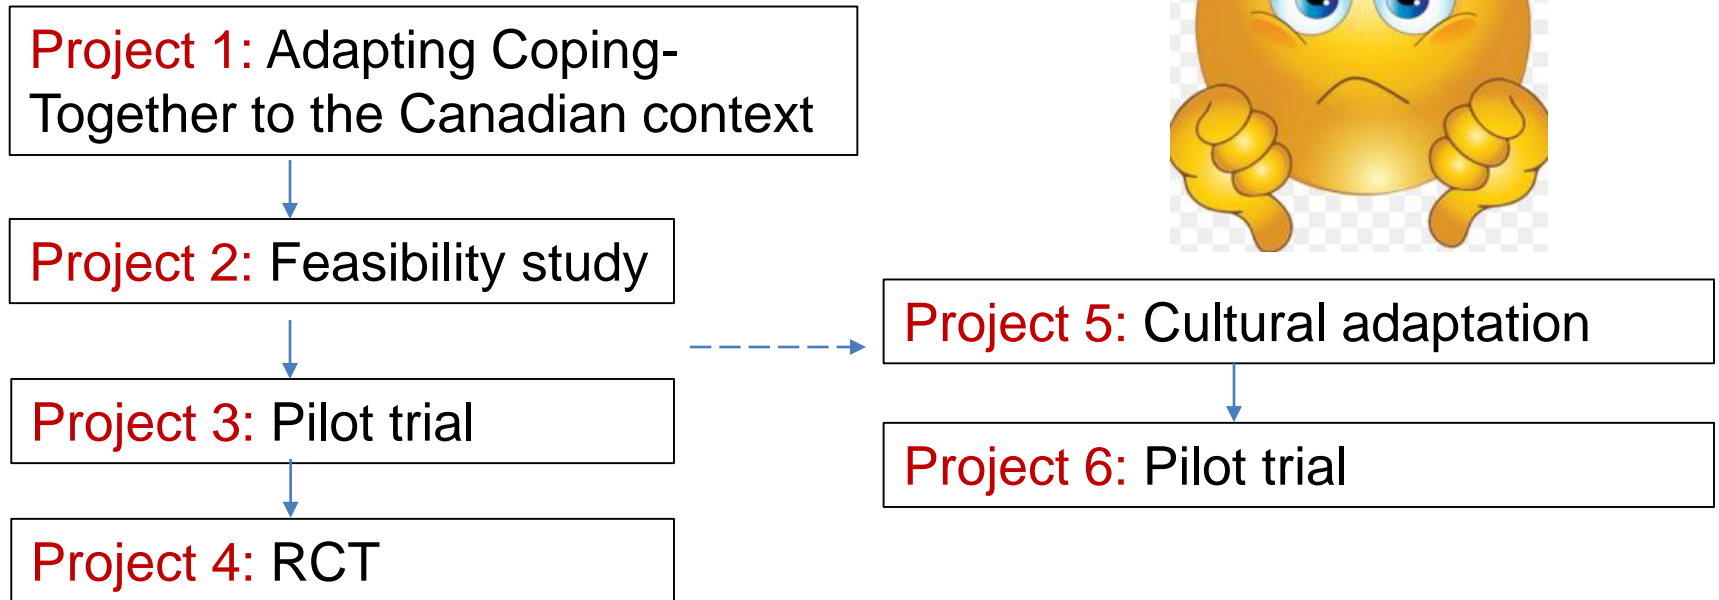 Project 1: Adapting Coping-
Together to the Canadian context
Project 2: Feasibility study
Project 3: Pilot trial
Project 4: RCT
Project 5: Cultural adaptation
Project 6: Pilot trial